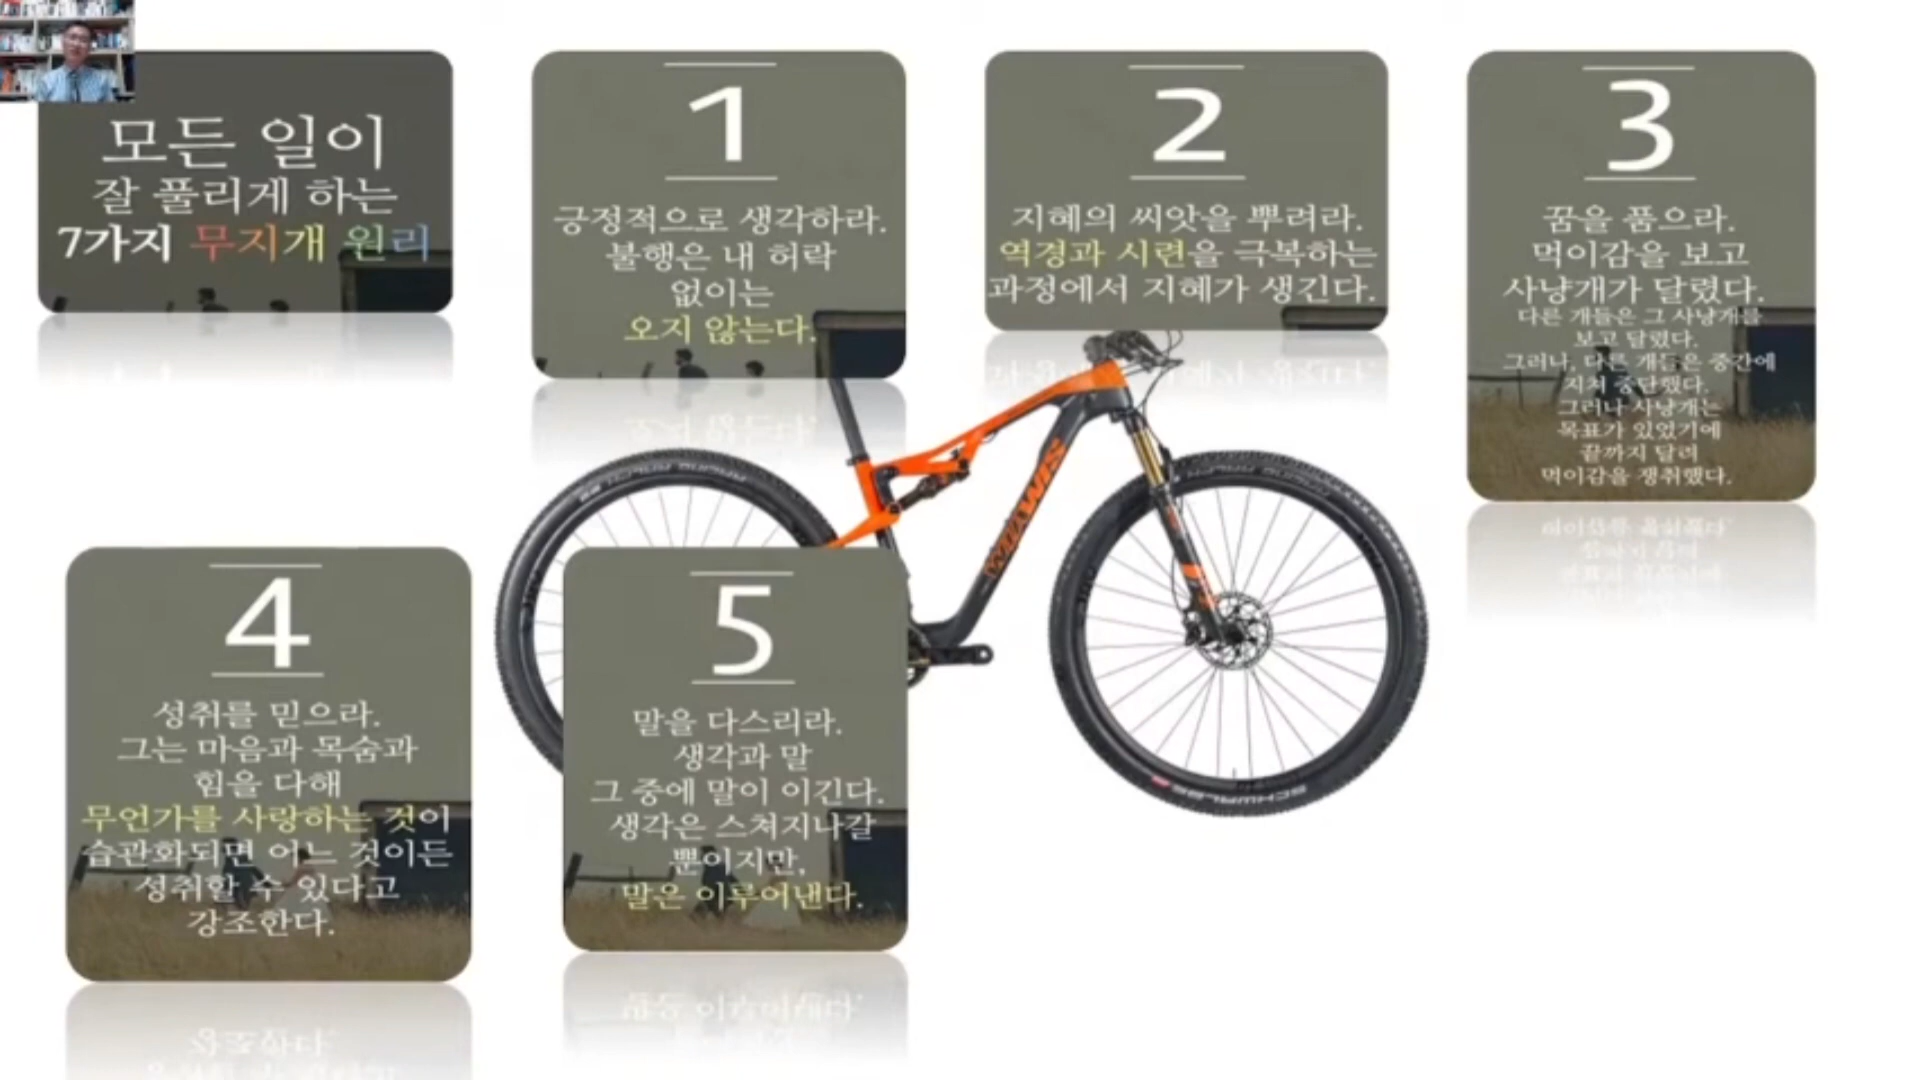 모든 일이
잘 풀리게 하는
7가지 무지개 원리
1
긍정적으로 생각하라.
불행은 내 허락
없이는
오지 않는다.
2
지혜의 씨앗을 뿌려라.
역경과 시련을 극복하는
과정에서 지혜가 생긴다.
3
꿈을 품으라.
먹이감을 보고
사냥개가 달렸다.
다른 개들은 그 사냥개를
보고 달렸다.
그러나, 다른 개들은 중간에
지쳐 중단했다.
그러나 사냥개는
목표가 있었기에
끝까지 달려
먹이감을 쟁취했다.
4
성취를 믿으라.
그는 마음과 목숨과
힘을 다해
무언가를 사랑하는 것이
습관화되면 어느 것이든
성취할 수 있다고
강조한다.
5
말을 다스리라.
생각과 말
그 중에 말이 이긴다.
생각은 스쳐지나갈
뿐이지만,
말은 이루어낸다.
WIAWIS
SCHWALBE